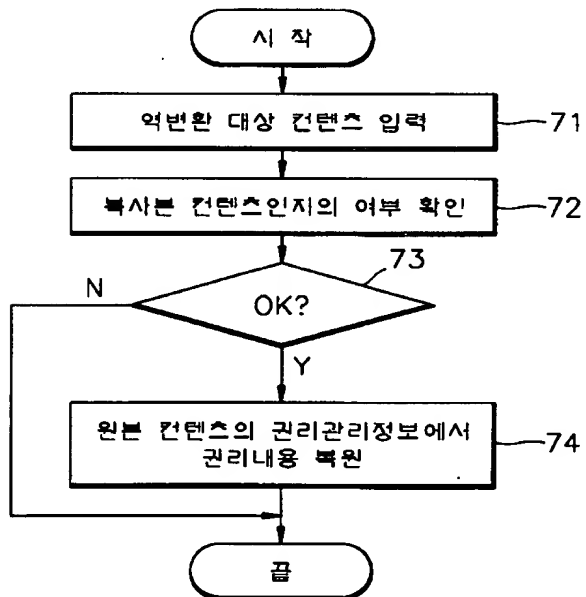 시 작
역변환 대상 컨텐츠 입력
71
복사본 컨텐츠인지의 여부 확인
72
73
N
OK?
Y
원본 컨텐츠의 권리관리정보에서
권리내용 복원
74
끝